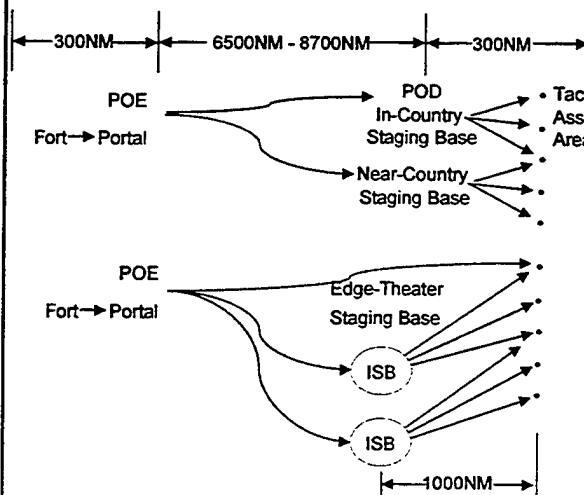 300NM
6500NM - 8700NM
300NM
POE
Fort Portal
POD
In-Country
Staging Base
Near-Country
Staging Base
POE
Fort Portal
Edge-Theater
Staging Base
ISB
ISB
1000NM